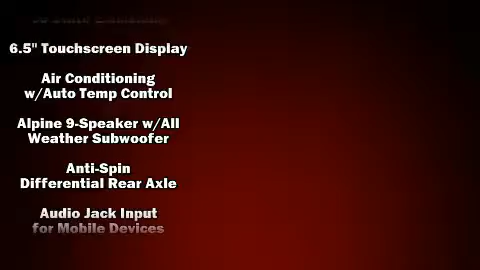 6.5" Touchscreen Display
Air Conditioning
w/Auto Temp Control
Alpine 9-Speaker w/All
Weather Subwoofer
Anti-Spin
Differential Rear Axle
Audio Jack Input
for Mobile Devices